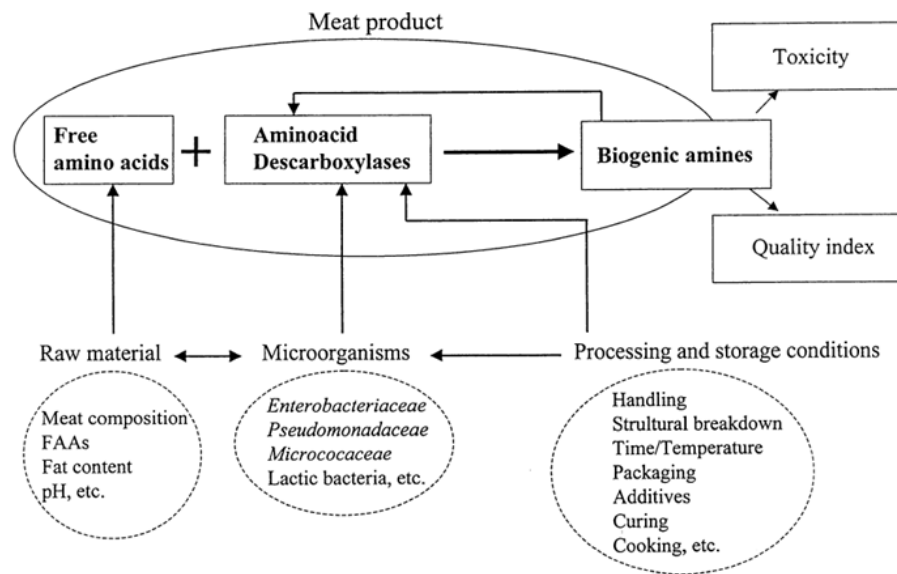 Meat product
Toxicity
Free
amino acids
+
Aminoacid
Descarboxylases
Biogenic amines
Quality index
Raw material
Microorganisms
Processing and storage conditions
Meat composition
FAAs
Fat content
pH, etc.
Enterobacteriaceae
Pseudomonadaceae
Micrococaceae
Lactic bacteria, etc.
Handling
Strultural breakdown
Time/Temperature
Packaging
Additives
Curing
Cooking, etc.